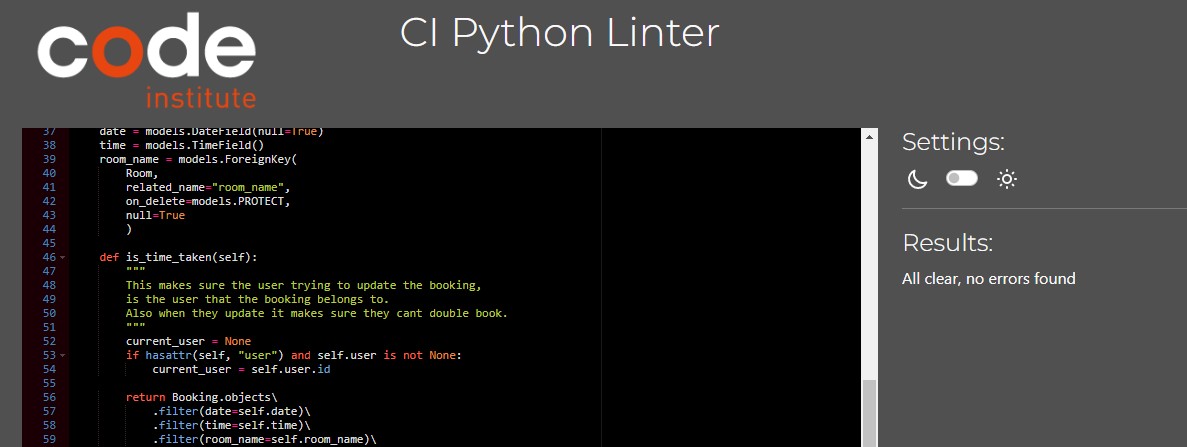 code
institute
CI Python Linter
37 date = models.DateField(null=True)
38 time = models.TimeField()
39 room_name = models.ForeignKey(
40 Room,
41 related_name="room_name",
42 on_delete=models.PROTECT,
43 null=True
44 )
45
46 def is_time_taken(self):
47 """
48 This makes sure the user trying to update the booking,
49 is the user that the booking belongs to.
50 Also when they update it makes sure they cant double book.
51 """
52 current_user = None
53 if hasattr(self, "user") and self.user is not None:
54 current_user = self.user.id
55
56 return Booking.objects\
57 .filter(date=self.date)\
58 .filter(time=self.time)\
59 .filter(room_name=self.room_name)\
Settings:
Results:
All clear, no errors found